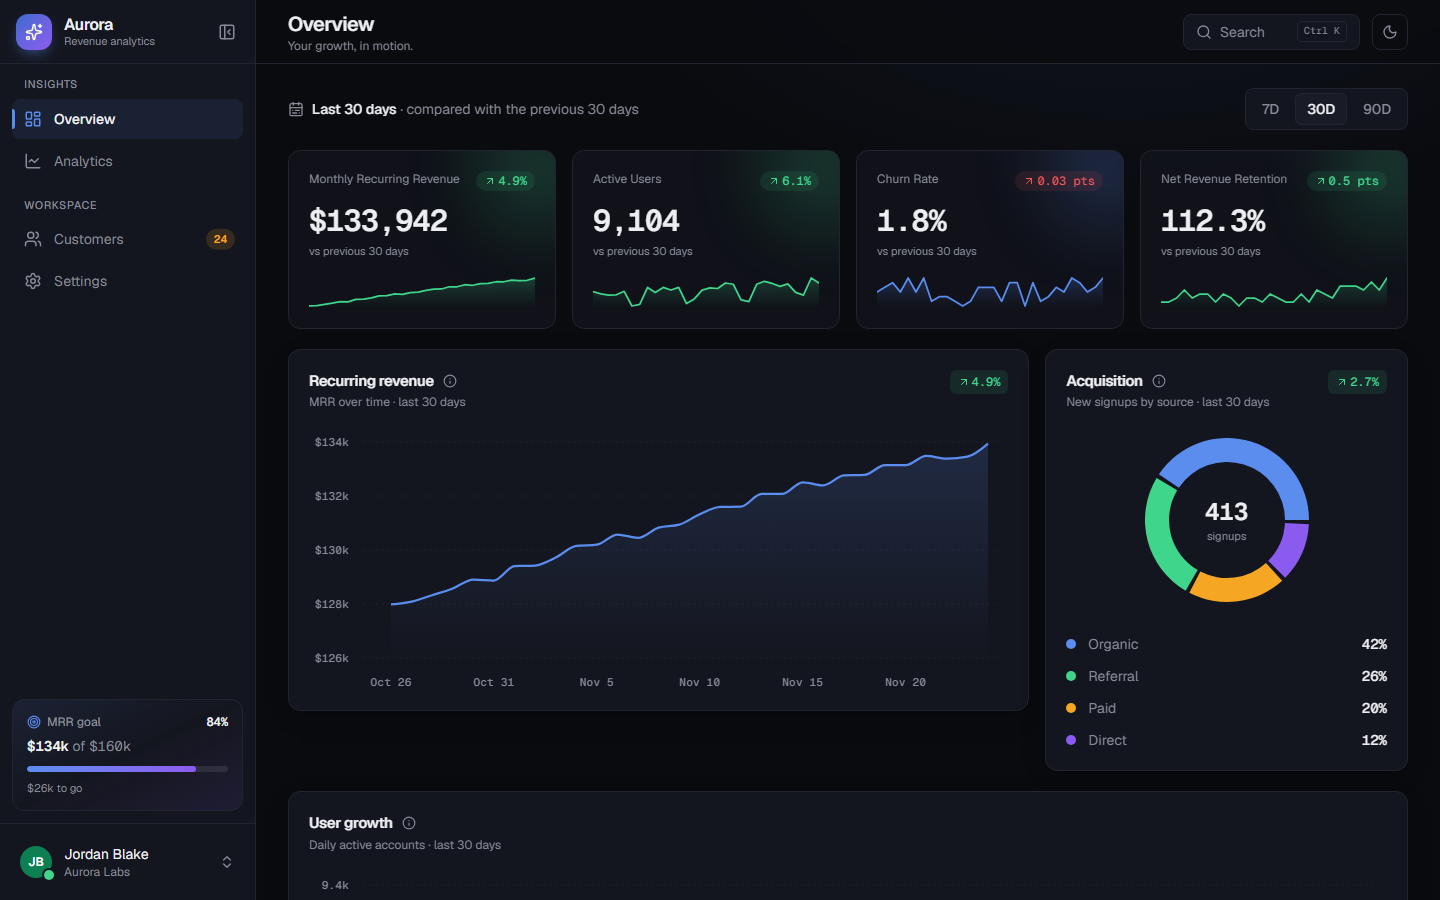 Aurora
Revenue analytics
INSIGHTS
Overview
Analytics
WORKSPACE
Customers 24
Settings
MRR goal 84%
$134k of $160k
$26k to go
JB
Jordan Blake
Aurora Labs
Overview
Your growth, in motion.
Search Ctrl K
Last 30 days · compared with the previous 30 days
7D 30D 90D
Monthly Recurring Revenue 4.9%
$133,942
vs previous 30 days
Active Users 6.1%
9,104
vs previous 30 days
Churn Rate 0.03 pts
1.8%
vs previous 30 days
Net Revenue Retention 0.5 pts
112.3%
vs previous 30 days
Recurring revenue 4.9%
MRR over time · last 30 days
$134k
$132k
$130k
$128k
$126k
Oct 26 Oct 31 Nov 5 Nov 10 Nov 15 Nov 20
Acquisition 2.7%
New signups by source · last 30 days
413
signups
Organic 42%
Referral 26%
Paid 20%
Direct 12%
User growth
Daily active accounts · last 30 days
9.4k